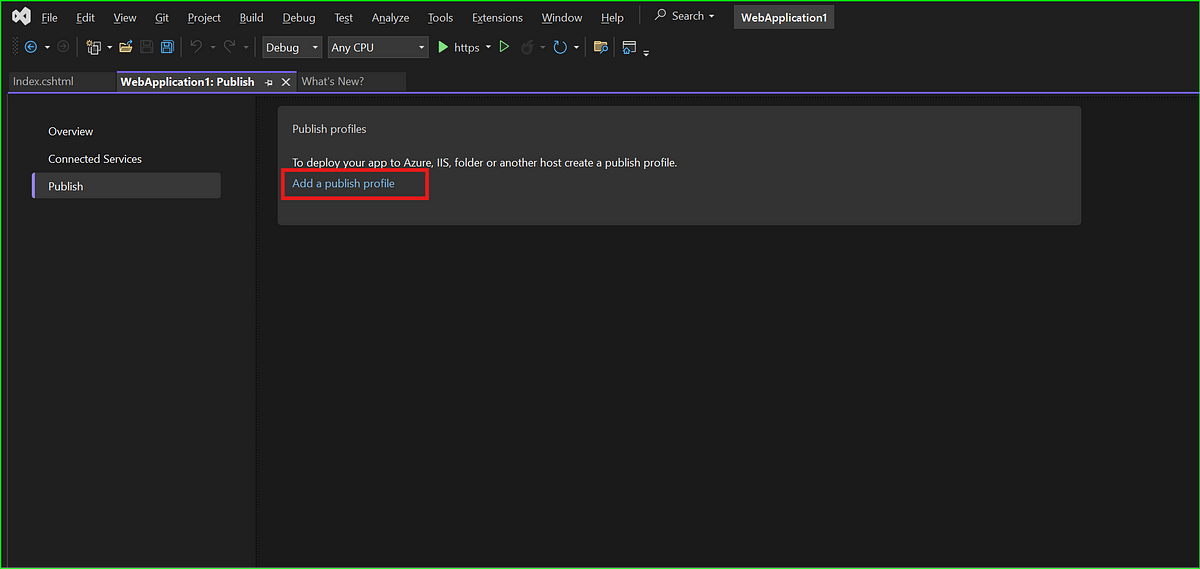 File Edit View Git Project Build Debug Test Analyze Tools Extensions Window Help Search WebApplication1
Debug Any CPU https
Index.cshtml WebApplication1: Publish What's New?
Overview
Connected Services
Publish
Publish profiles
To deploy your app to Azure, IIS, folder or another host create a publish profile.
Add a publish profile